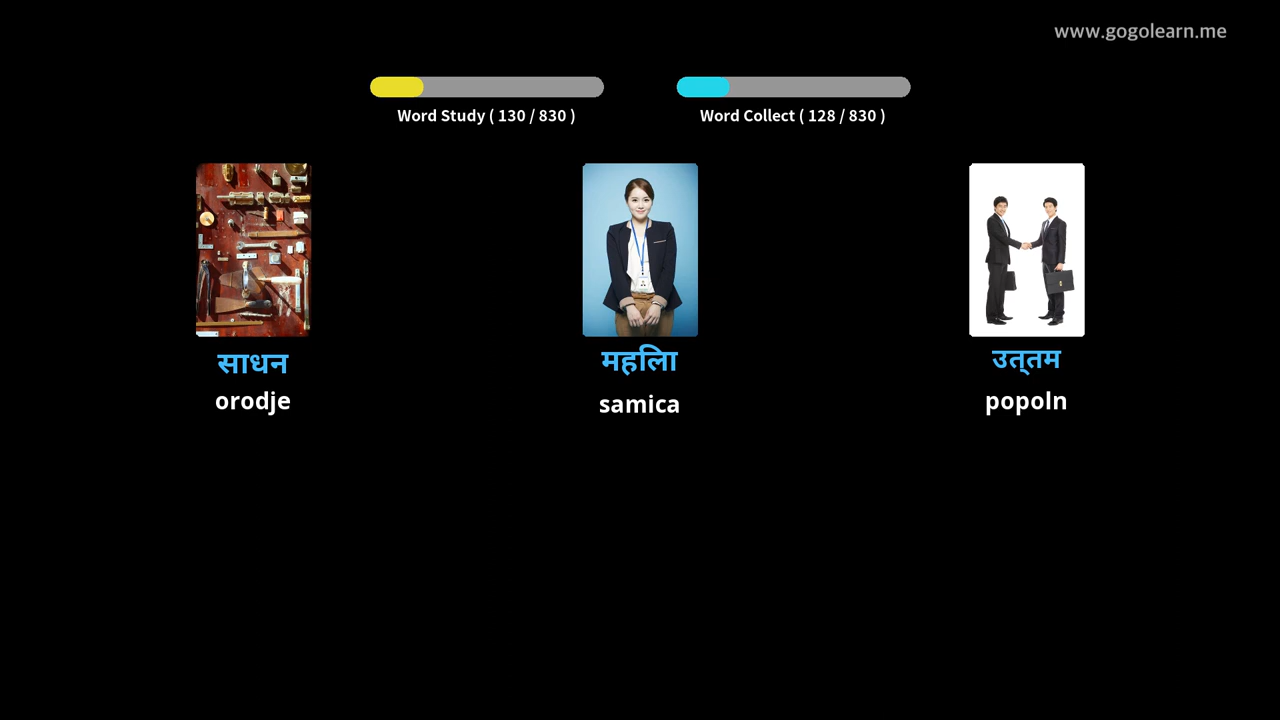 www.gogolearn.me
Word Study ( 130 / 830 )
Word Collect ( 128 / 830 )
साधन
महिला
उत्तम
orodje
samica
popoln